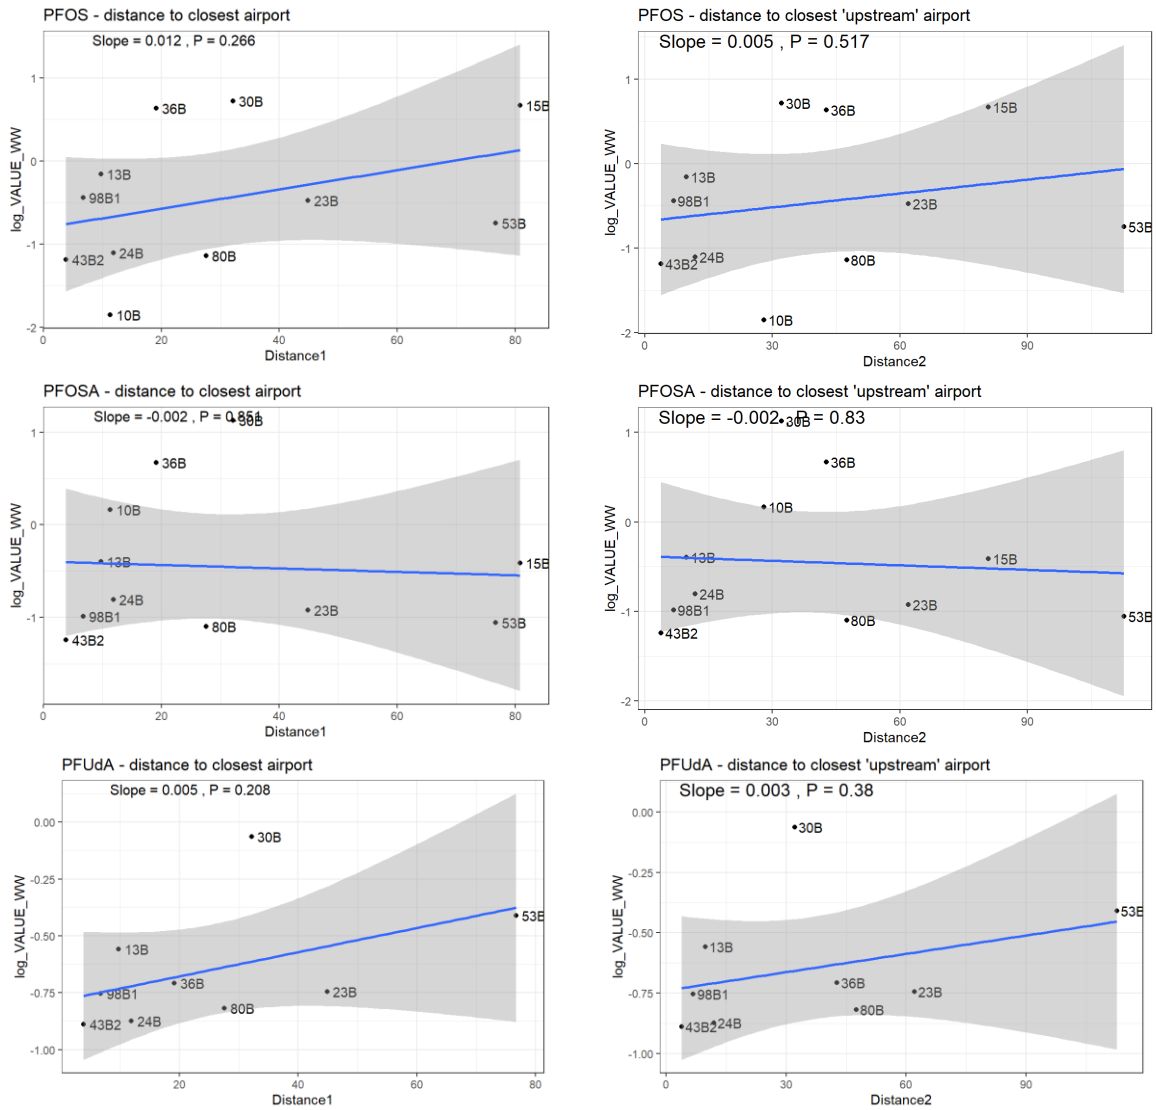 PFOS - distance to closest airport
Slope = 0.012 , P = 0.266
log_VALUE_WW
1
0
-1
-2
36B
30B
15B
13B
98B1
23B
53B
24B
43B2
80B
10B
0
20
40
60
80
Distance1
PFOS - distance to closest 'upstream' airport
Slope = 0.005 , P = 0.517
log_VALUE_WW
1
0
-1
-2
30B
36B
15B
13B
98B1
23B
53B
24B
43B2
80B
10B
0
30
60
90
Distance2
PFOSA - distance to closest airport
Slope = -0.002 , P = 0.851
30B
log_VALUE_WW
1
0
-1
36B
10B
13B
15B
24B
98B1
23B
53B
80B
43B2
0
20
40
60
80
Distance1
PFOSA - distance to closest 'upstream' airport
Slope = -0.002 , P = 0.83
30B
log_VALUE_WW
1
0
-1
-2
36B
10B
13B
15B
24B
98B1
23B
53B
80B
43B2
0
30
60
90
Distance2
PFUdA - distance to closest airport
Slope = 0.005 , P = 0.208
log_VALUE_WW
0.00
-0.25
-0.50
-0.75
-1.00
30B
53B
13B
36B
98B1
23B
80B
43B2
24B
20
40
60
80
Distance1
PFUdA - distance to closest 'upstream' airport
Slope = 0.003 , P = 0.38
log_VALUE_WW
0.00
-0.25
-0.50
-0.75
-1.00
30B
53B
13B
36B
98B1
23B
80B
43B2
24B
0
30
60
90
Distance2